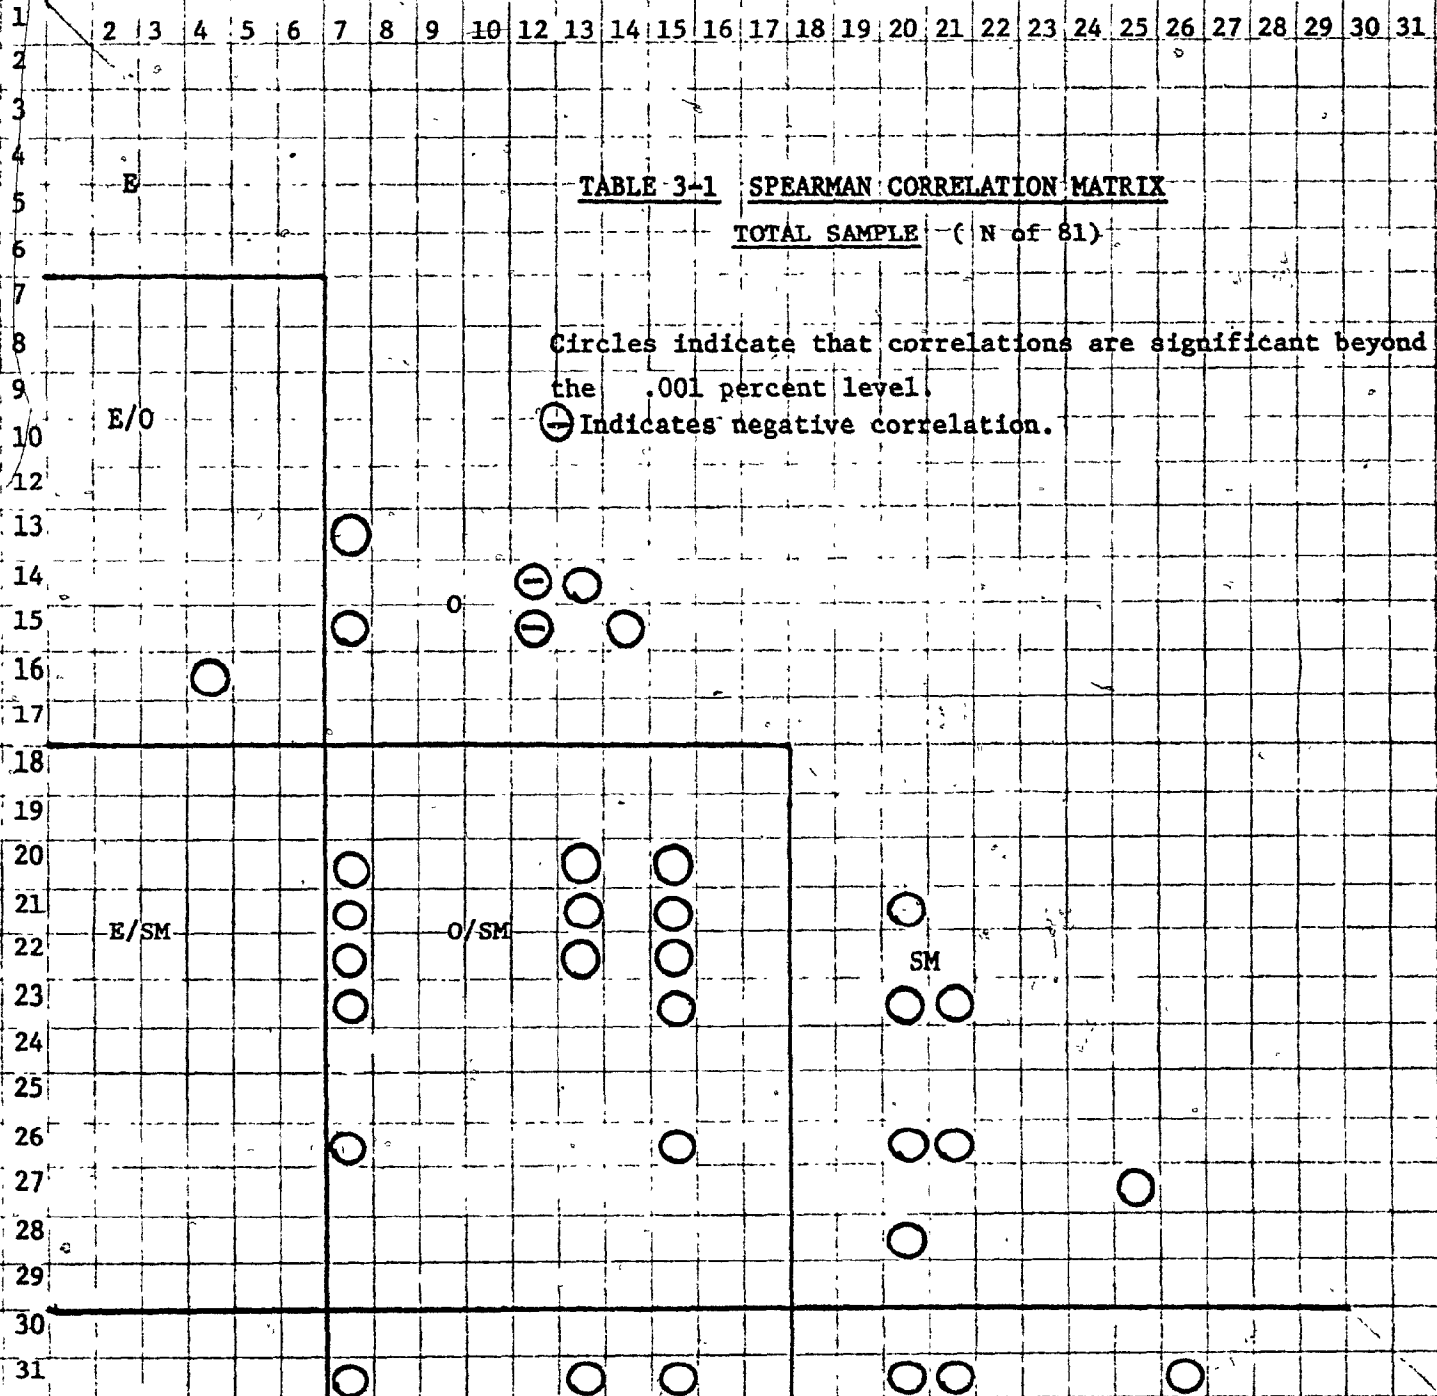 1
2 3 4 5 6 7 8 9 10 12 13 14 15 16 17 18 19 20 21 22 23 24 25 26 27 28 29 30 31
2
3
4
E
TABLE 3-1 SPEARMAN CORRELATION MATRIX
5
TOTAL SAMPLE ( N of 81)
6
7
8
Circles indicate that correlations are significant beyond
9
the .001 percent level.
E/O
10
⊖ Indicates negative correlation.
12
13
14
O
15
16
17
18
19
20
21
E/SM
O/SM
22
SM
23
24
25
26
27
28
29
30
31